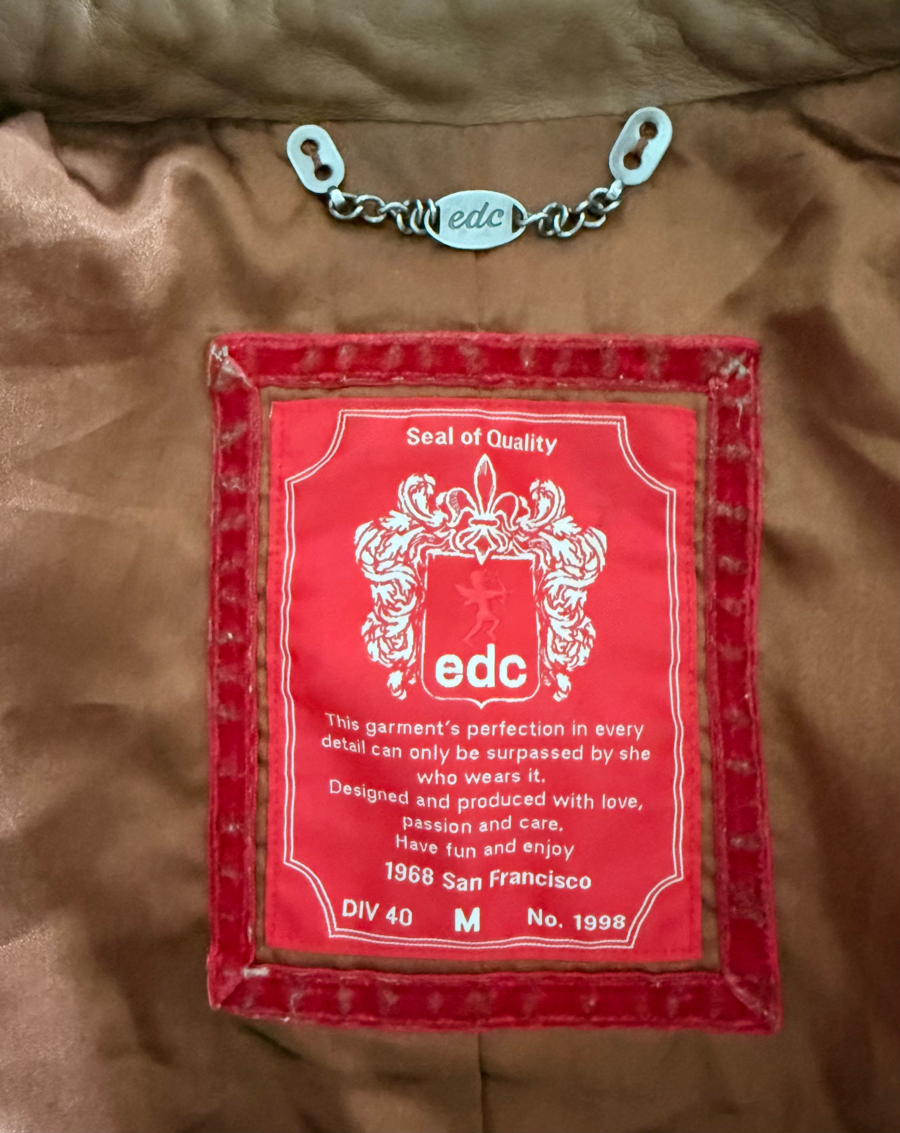 edc
Seal of Quality
edc
This garment's perfection in every
detail can only be surpassed by she
who wears it.
Designed and produced with love,
passion and care.
Have fun and enjoy
1968 San Francisco
DIV 40 M No. 1998